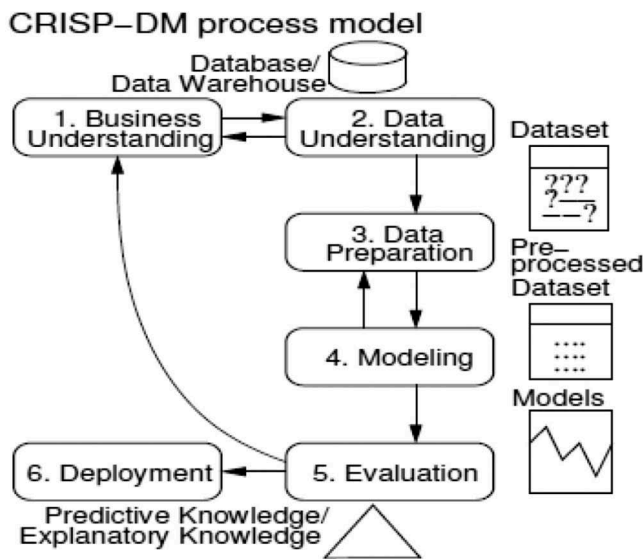 CRISP–DM process model
Database/
Data Warehouse
1. Business
Understanding
2. Data
Understanding
Dataset
???
?——
——?
3. Data
Preparation
Pre–
processed
Dataset
4. Modeling
Models
6. Deployment
5. Evaluation
Predictive Knowledge/
Explanatory Knowledge